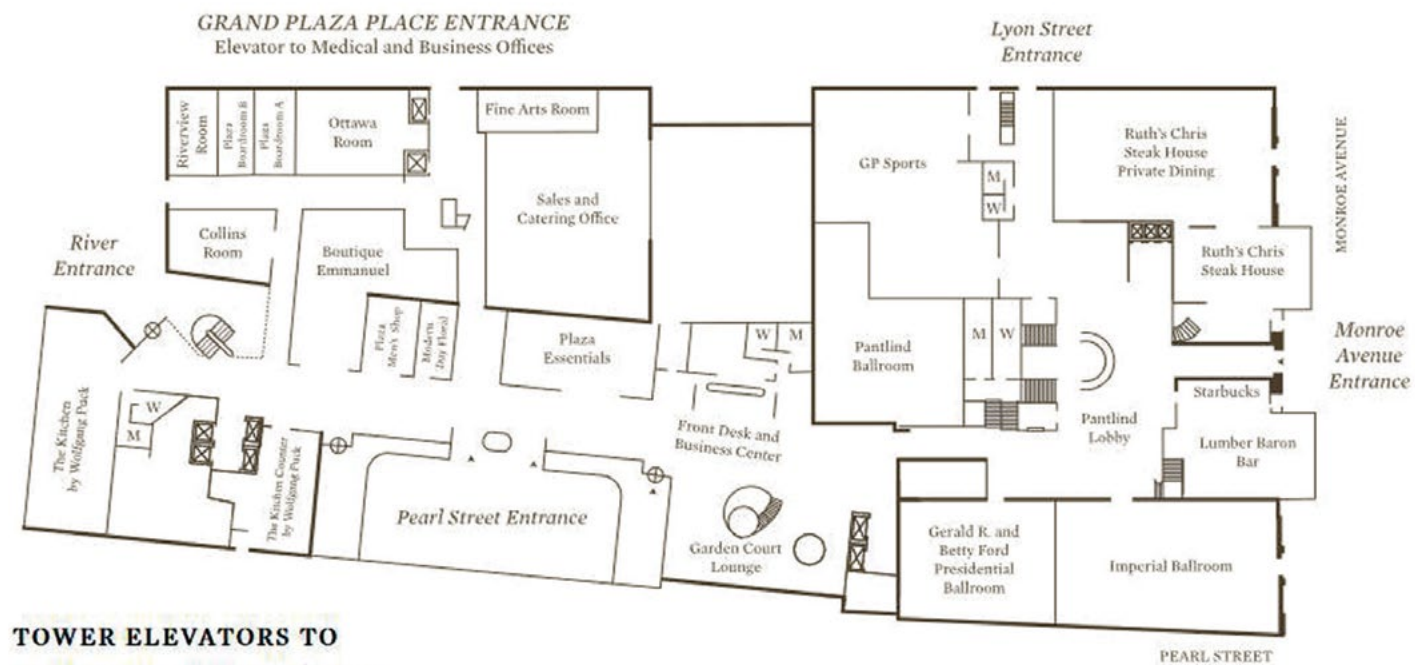 GRAND PLAZA PLACE ENTRANCE
Elevator to Medical and Business Offices
Lyon Street
Entrance
Riverview
Room
Plaza
Boardroom B
Plaza
Boardroom A
Ottawa
Room
Fine Arts Room
Sales and
Catering Office
GP Sports
M
W
Ruth's Chris
Steak House
Private Dining
MONROE AVENUE
River
Entrance
Collins
Room
Boutique
Emmanuel
Ruth's Chris
Steak House
Plaza
Men's Shop
Modern
Day Floral
Plaza
Essentials
W
M
Pantlind
Ballroom
M
W
Monroe
Avenue
Entrance
Starbucks
The Kitchen
by Wolfgang Puck
W
M
The Kitchen Counter
by Wolfgang Puck
Front Desk and
Business Center
Pantlind
Lobby
Lumber Baron
Bar
Pearl Street Entrance
Garden Court
Lounge
Gerald R. and
Betty Ford
Presidential
Ballroom
Imperial Ballroom
TOWER ELEVATORS TO
PEARL STREET